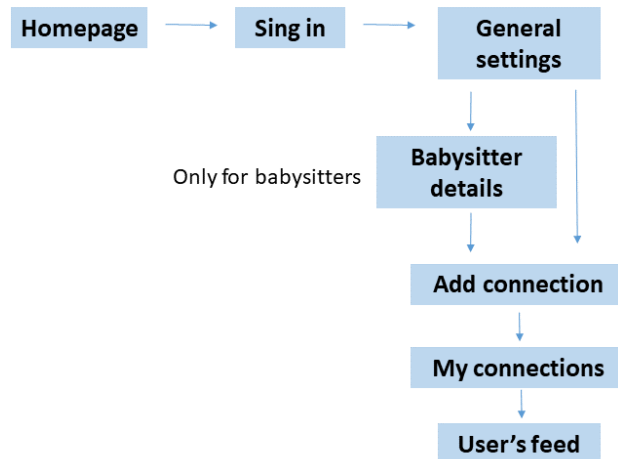 Homepage
Sing in
General
settings
Only for babysitters
Babysitter
details
Add connection
My connections
User's feed